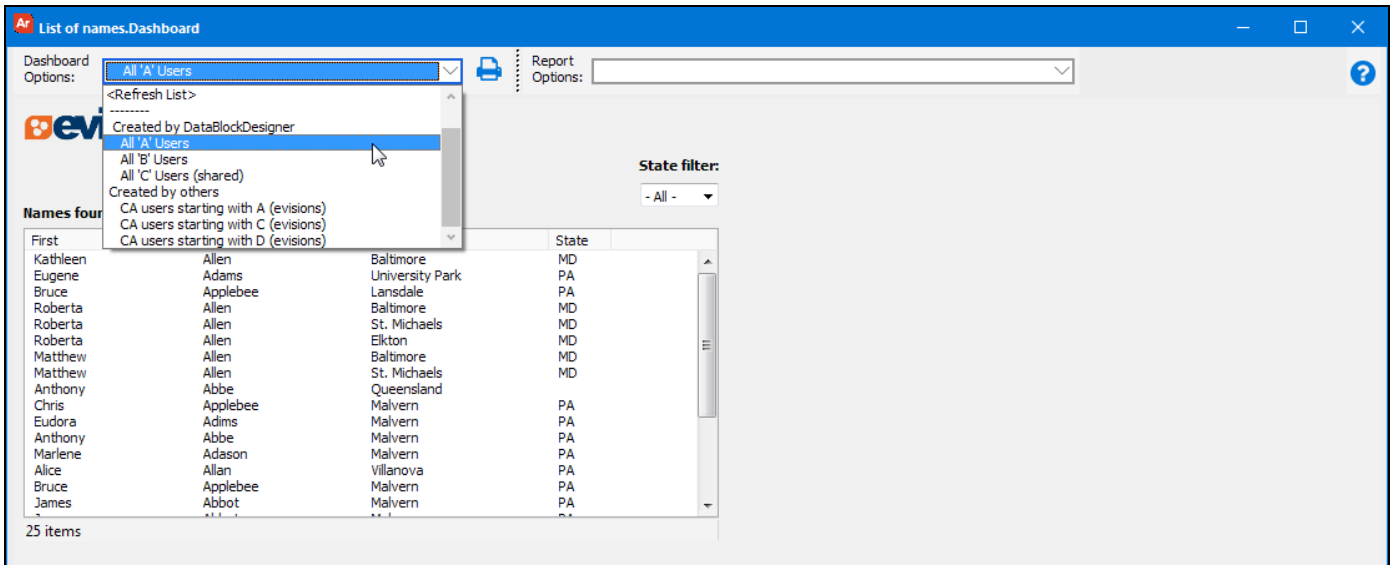 Ar List of names.Dashboard
Dashboard Options:
All 'A' Users
Report Options:
?
<Refresh List>
--------
Created by DataBlockDesigner
All 'A' Users
All 'B' Users
All 'C' Users (shared)
Created by others
CA users starting with A (evisions)
CA users starting with C (evisions)
CA users starting with D (evisions)
State filter:
- All -
First State
Kathleen Allen Baltimore MD
Eugene Adams University Park PA
Bruce Applebee Lansdale PA
Roberta Allen Baltimore MD
Roberta Allen St. Michaels MD
Roberta Allen Elkton MD
Matthew Allen Baltimore MD
Matthew Allen St. Michaels MD
Anthony Abbe Queensland
Chris Applebee Malvern PA
Eudora Adims Malvern PA
Anthony Abbe Malvern PA
Marlene Adason Malvern PA
Alice Allan Villanova PA
Bruce Applebee Malvern PA
James Abbot Malvern PA
25 items